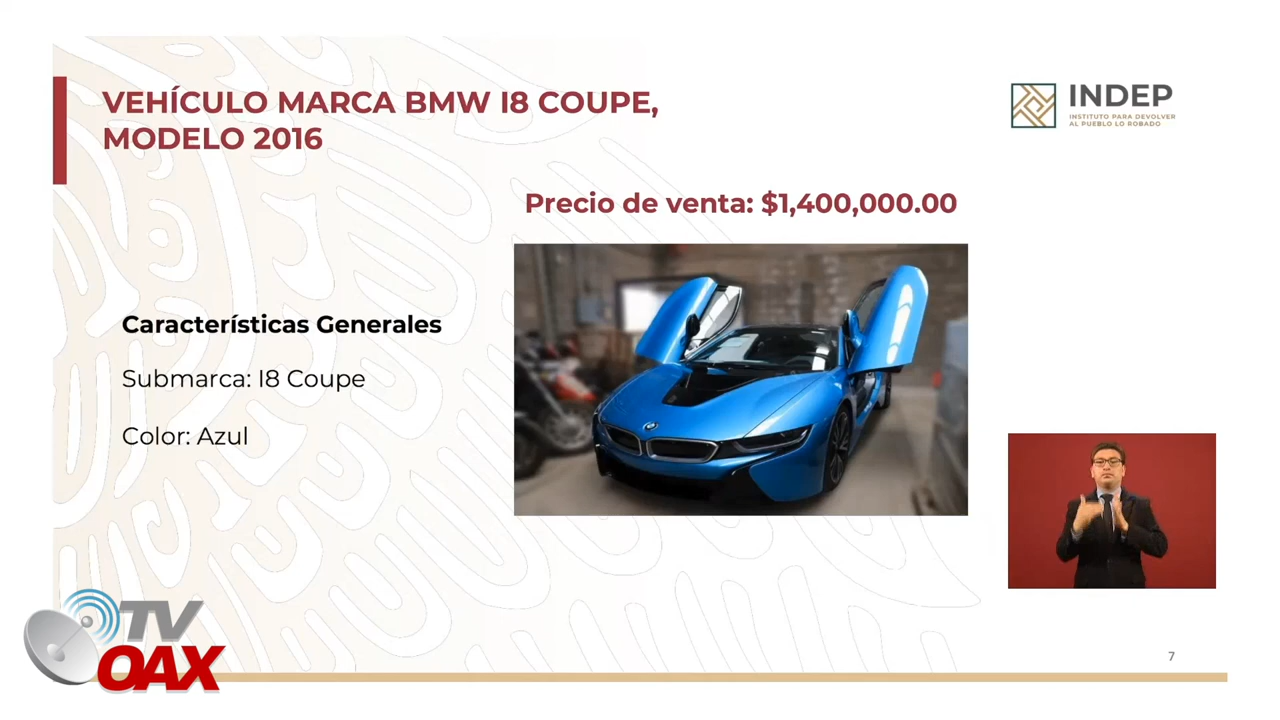 VEHÍCULO MARCA BMW I8 COUPE,
MODELO 2016
INDEP
INSTITUTO PARA DEVOLVER
AL PUEBLO LO ROBADO
Precio de venta: $1,400,000.00
Características Generales
Submarca: I8 Coupe
Color: Azul
TV
OAX
7